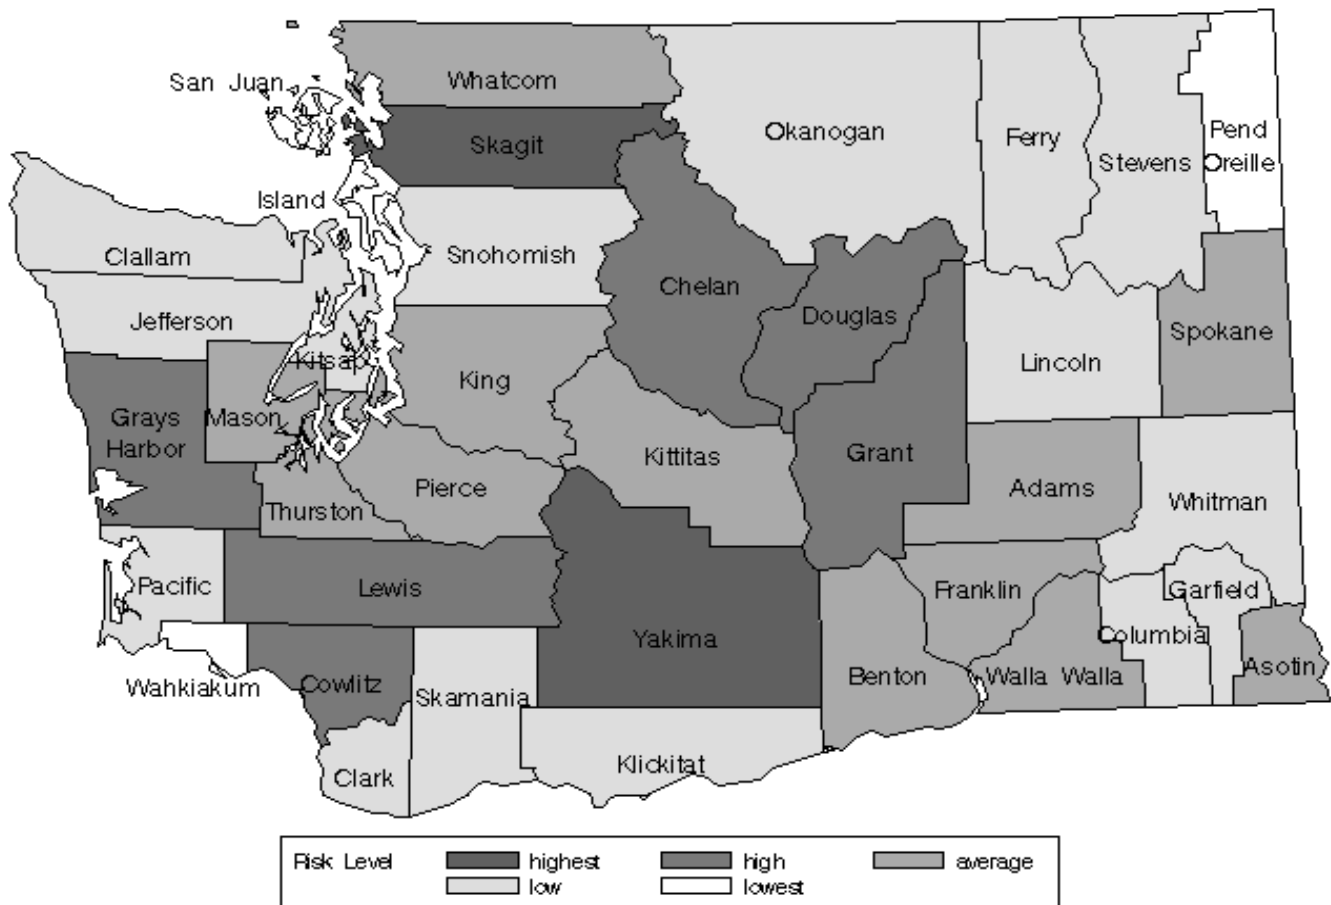 San Juan
Whatcom
Skagit
Okanogan
Ferry
Stevens
Pend
Oreille
Island
Clallam
Snohomish
Chelan
Jefferson
Douglas
Spokane
Kitsap
King
Lincoln
Grays
Harbor
Mason
Kittitas
Grant
Pierce
Adams
Whitman
Thurston
Pacific
Lewis
Franklin
Garfield
Yakima
Columbia
Wahkiakum
Cowlitz
Skamania
Benton
Walla Walla
Asotin
Clark
Klickitat
Risk Level highest high average
low lowest